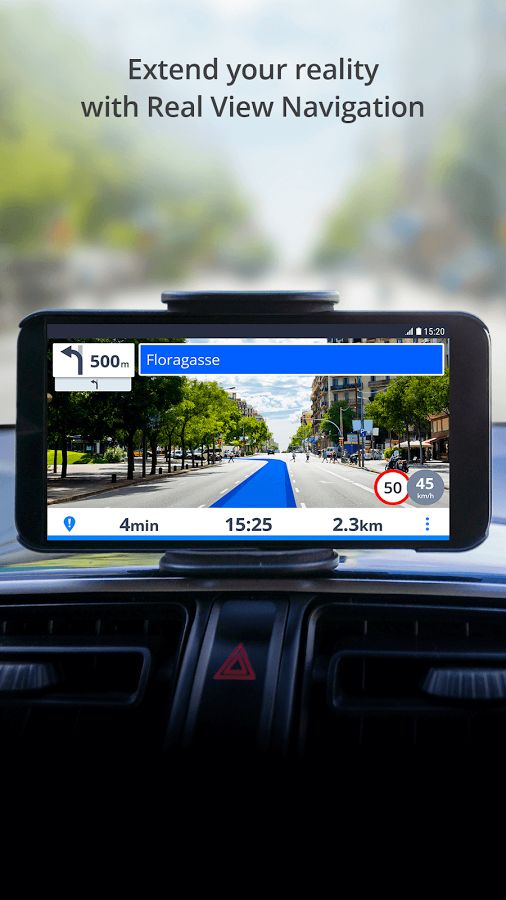 Extend your reality
with Real View Navigation
15:20
500m
Floragasse
50
45
km/h
4min
15:25
2.3km